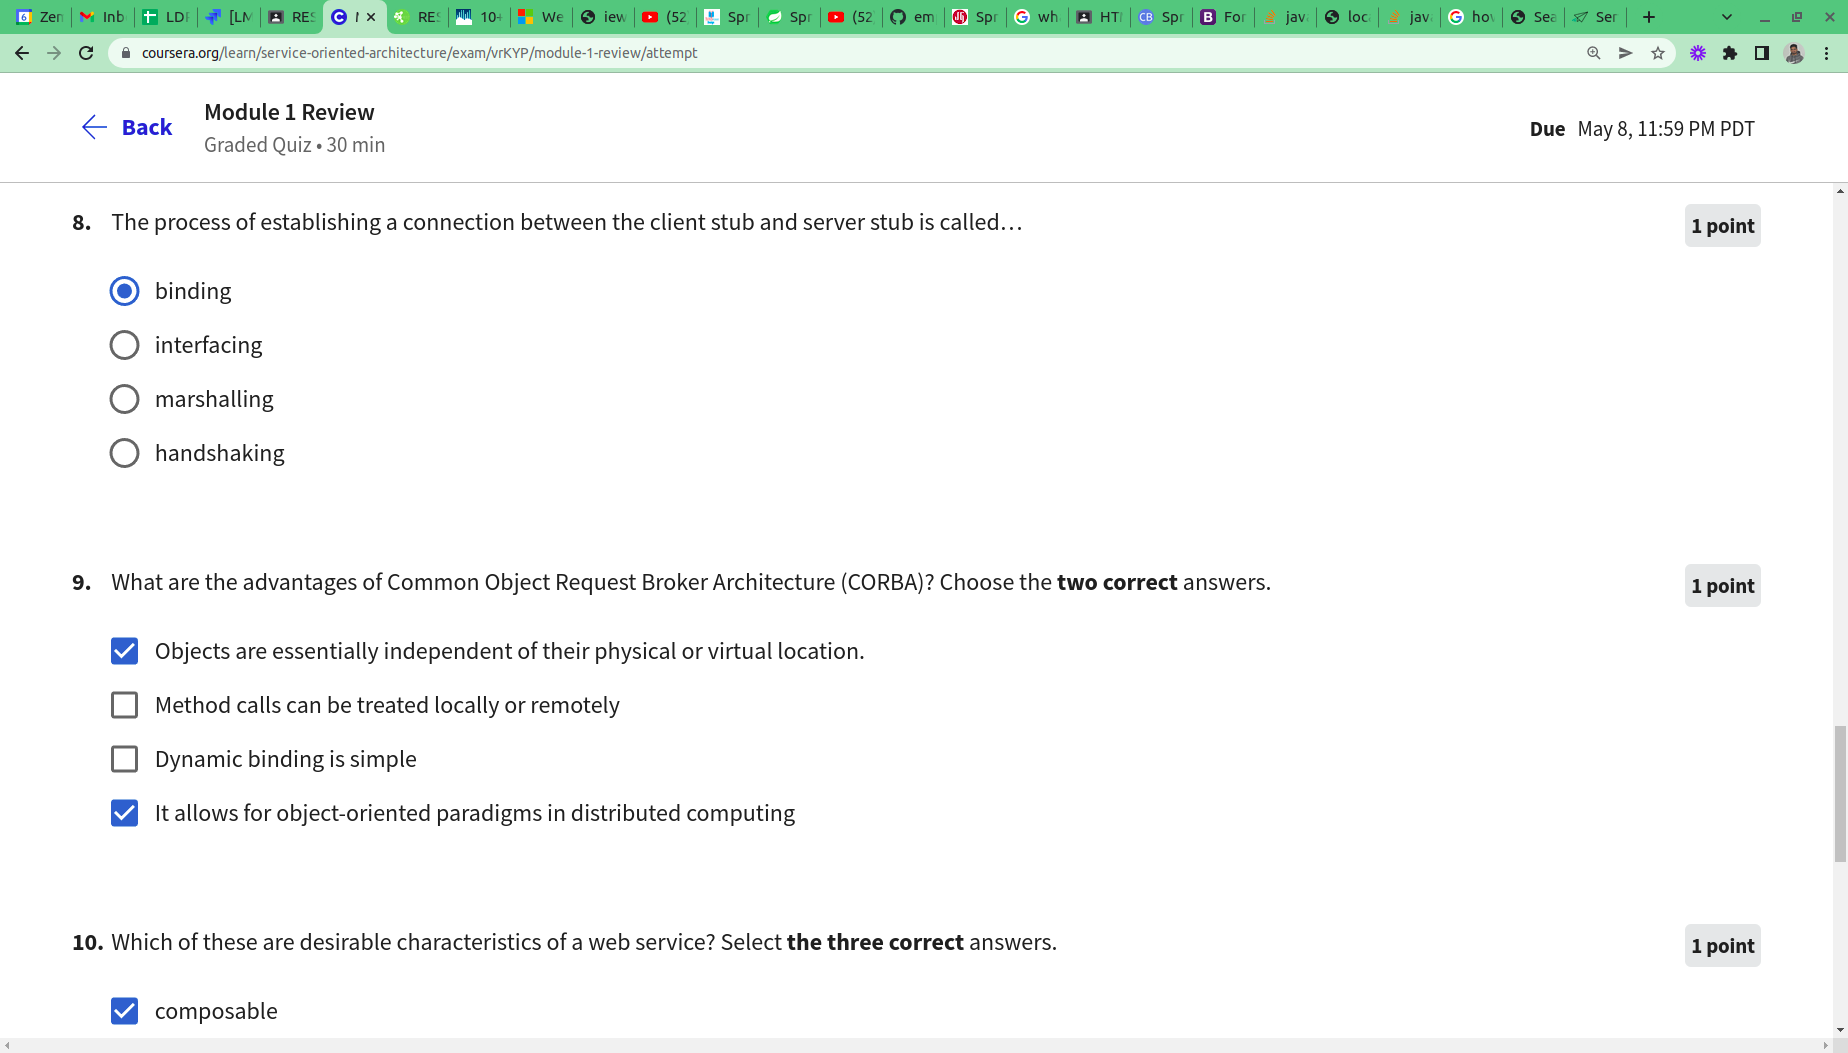 Zen
Inb
LDF
[LM
RES
RES
10+
We
iew
(52
Spr
Spr
(52
em
Spr
wh
HTI
CB
Spr
B
For
java
loca
java
how
Sea
Ser
coursera.org/learn/service-oriented-architecture/exam/vrKYP/module-1-review/attempt
Back
Module 1 Review
Graded Quiz • 30 min
Due May 8, 11:59 PM PDT
8. The process of establishing a connection between the client stub and server stub is called…
1 point
binding
interfacing
marshalling
handshaking
9. What are the advantages of Common Object Request Broker Architecture (CORBA)? Choose the two correct answers.
1 point
Objects are essentially independent of their physical or virtual location.
Method calls can be treated locally or remotely
Dynamic binding is simple
It allows for object-oriented paradigms in distributed computing
10. Which of these are desirable characteristics of a web service? Select the three correct answers.
1 point
composable